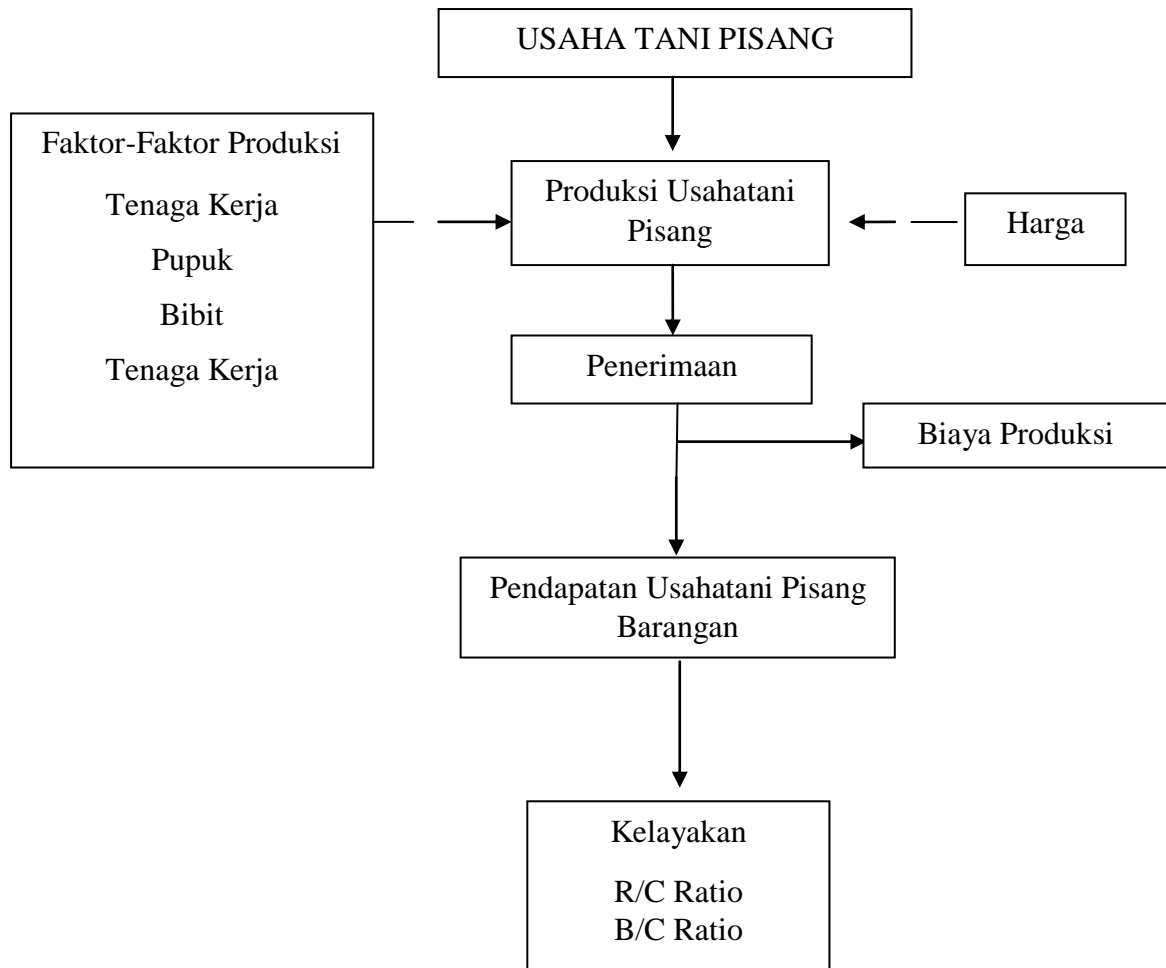 USAHA TANI PISANG
Faktor-Faktor Produksi
Tenaga Kerja
Pupuk
Bibit
Tenaga Kerja
Produksi Usahatani
Pisang
Harga
Penerimaan
Biaya Produksi
Pendapatan Usahatani Pisang
Barangan
Kelayakan
R/C Ratio
B/C Ratio